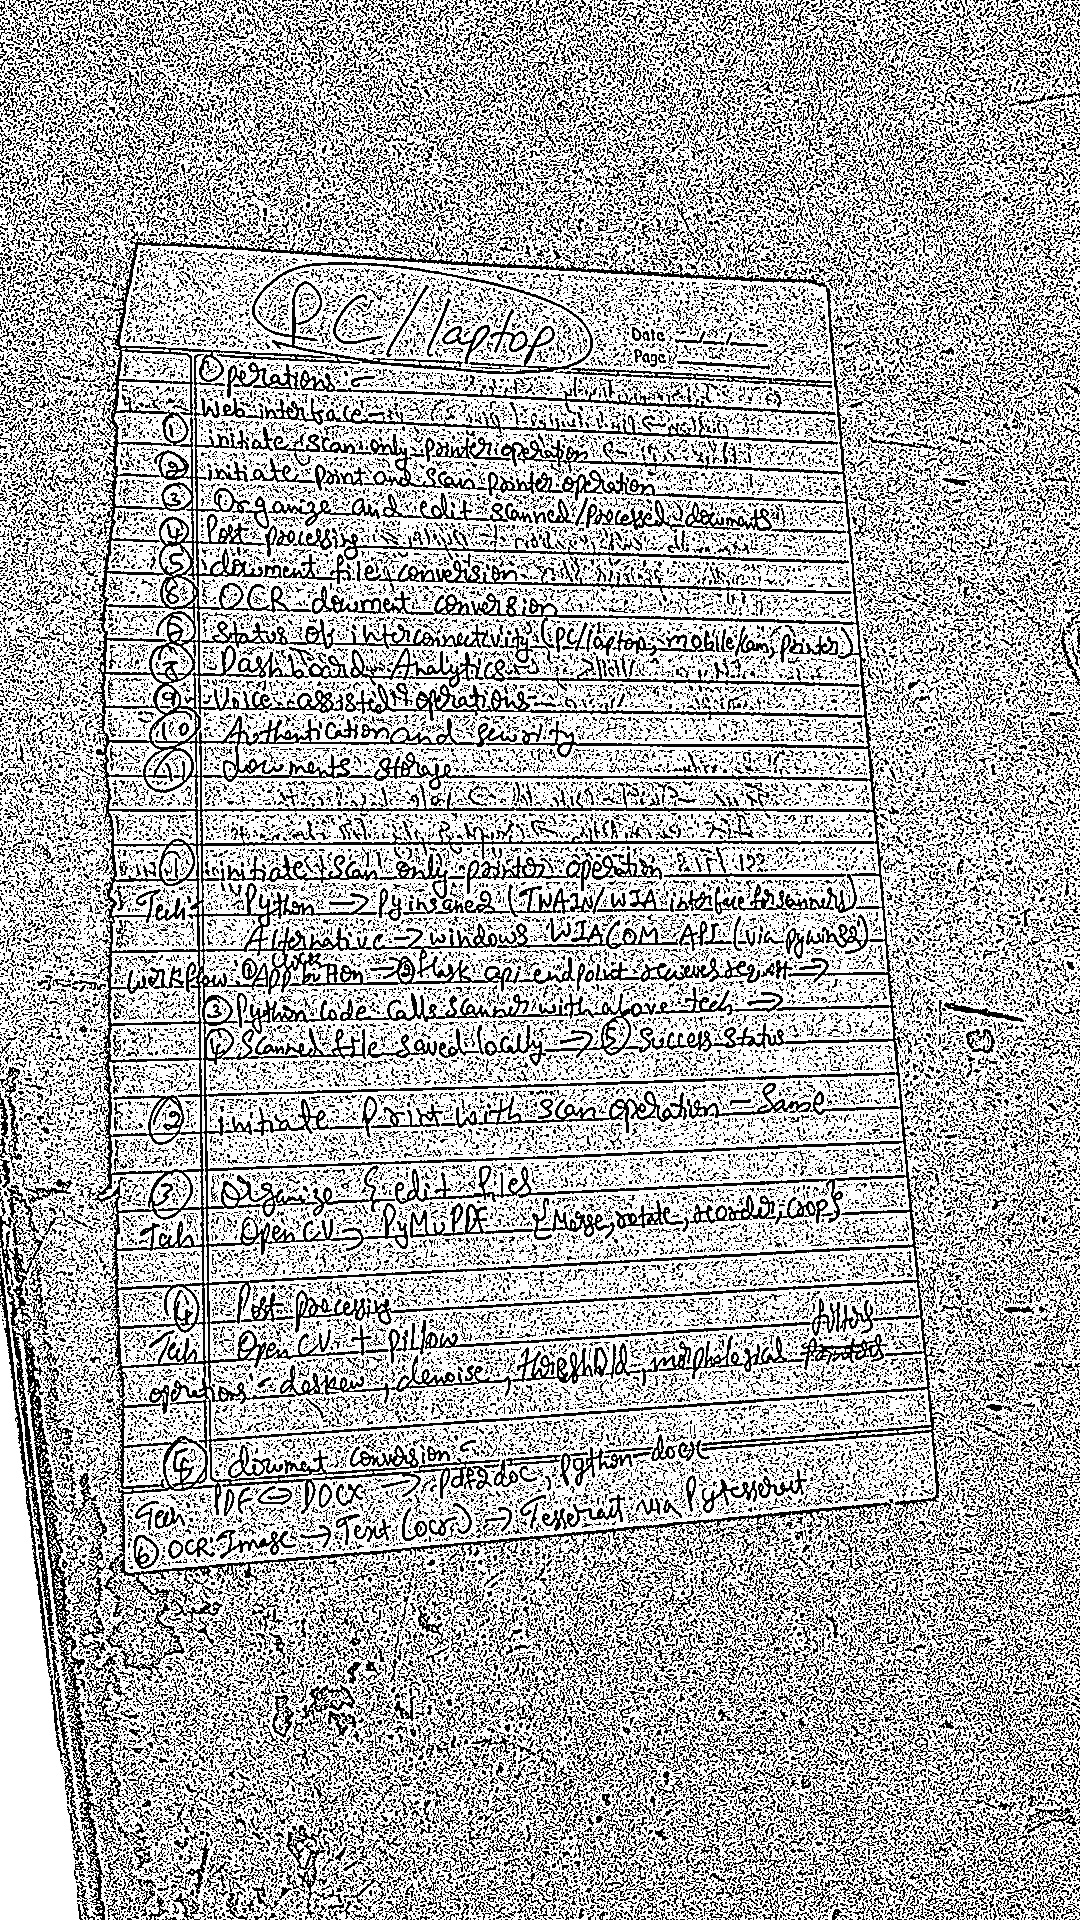 PC/laptop
Date
Page
Operations :-
Web interface -
① initiate scan only printer operation
② initiate print and scan printer operation
③ Organize and edit scanned/processed documents
④ Post processing
⑤ document file conversion
⑥ OCR document conversion
Status of interconnectivity (PC/laptop, mobile/cam, printer)
Dashboard Analytics -
⑨ Voice assisted operations -
⑩ Authentication and Security
⑪ documents storage
① initiate scan only printer operation
Tech :- Python → Pyinsane2 (TWAIN/WIA interface for scanners)
Alternative → windows WIA COM API (via pywin32)
Workflow: ① App button → ② Flask api endpoint receives request →
③ Python code calls scanner with above tech →
④ Scanned file saved locally → ⑤ Success status
② initiate Print with scan operation - Same
③ Organize & edit files
Tech Open CV → PyMuPDF {Merge, rotate, reorder, crop}
④ Post processing
Tech Open CV + pillow
filters
operations :- deskew, denoise, threshold, morphological
⑤ document conversion :-
Tech PDF ⇔ DOCX → pdf2doc, python-docx
⑥ OCR: Image → Text (ocr) → Tesseract via Pytesseract